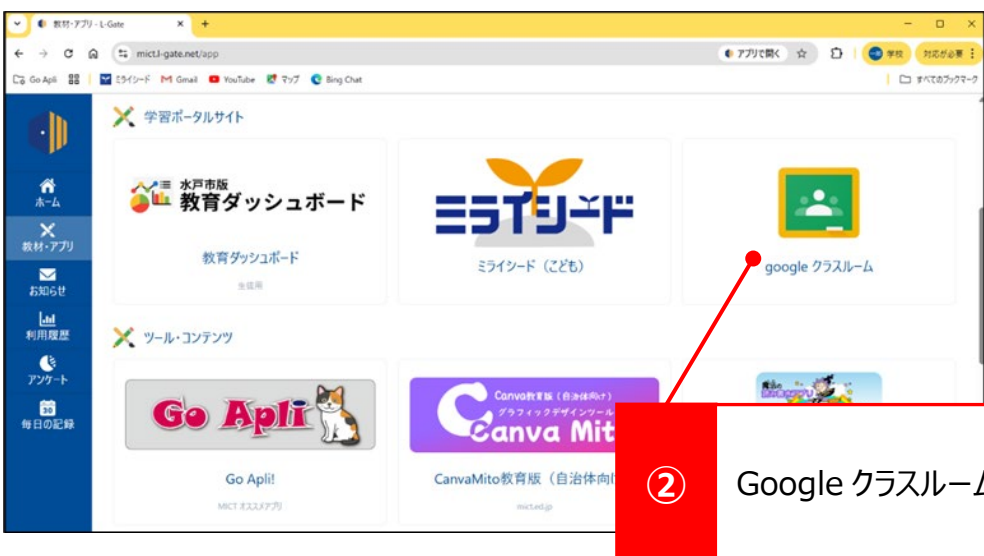 教材・アプリ - L-Gate
mict.l-gate.net/app
アプリで開く
学校
対応が必要
Go Apli
ミライシード
Gmail
YouTube
マップ
Bing Chat
すべてのブックマーク
ホーム
教材・アプリ
お知らせ
利用履歴
アンケート
30
毎日の記録
学習ポータルサイト
水戸市版
教育ダッシュボード
教育ダッシュボード
生徒用
ミライシード
ミライシード（こども）
google クラスルーム
ツール・コンテンツ
Go Apli
Go Apli!
MICT オススメアプリ
Canva教育版（自治体向け）
グラフィックデザインツール
Canva Mit
CanvaMito教育版（自治体向け
mict.ed.jp
魔法の
② Google クラスルーム